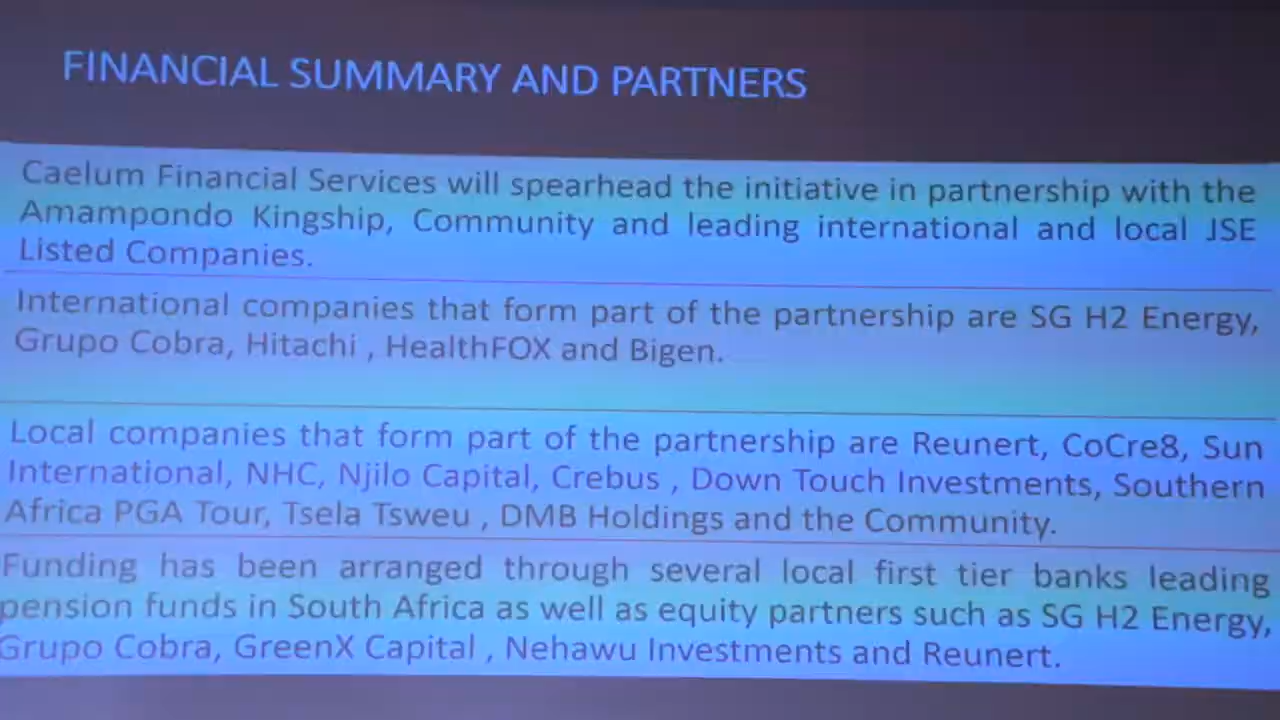 FINANCIAL SUMMARY AND PARTNERS
Caelum Financial Services will spearhead the initiative in partnership with the
Amampondo Kingship, Community and leading international and local JSE
Listed Companies.
International companies that form part of the partnership are SG H2 Energy,
Grupo Cobra, Hitachi , HealthFOX and Bigen.
Local companies that form part of the partnership are Reunert, CoCre8, Sun
International, NHC, Njilo Capital, Crebus , Down Touch Investments, Southern
Africa PGA Tour, Tsela Tsweu , DMB Holdings and the Community.
Funding has been arranged through several local first tier banks leading
pension funds in South Africa as well as equity partners such as SG H2 Energy,
Grupo Cobra, GreenX Capital , Nehawu Investments and Reunert.